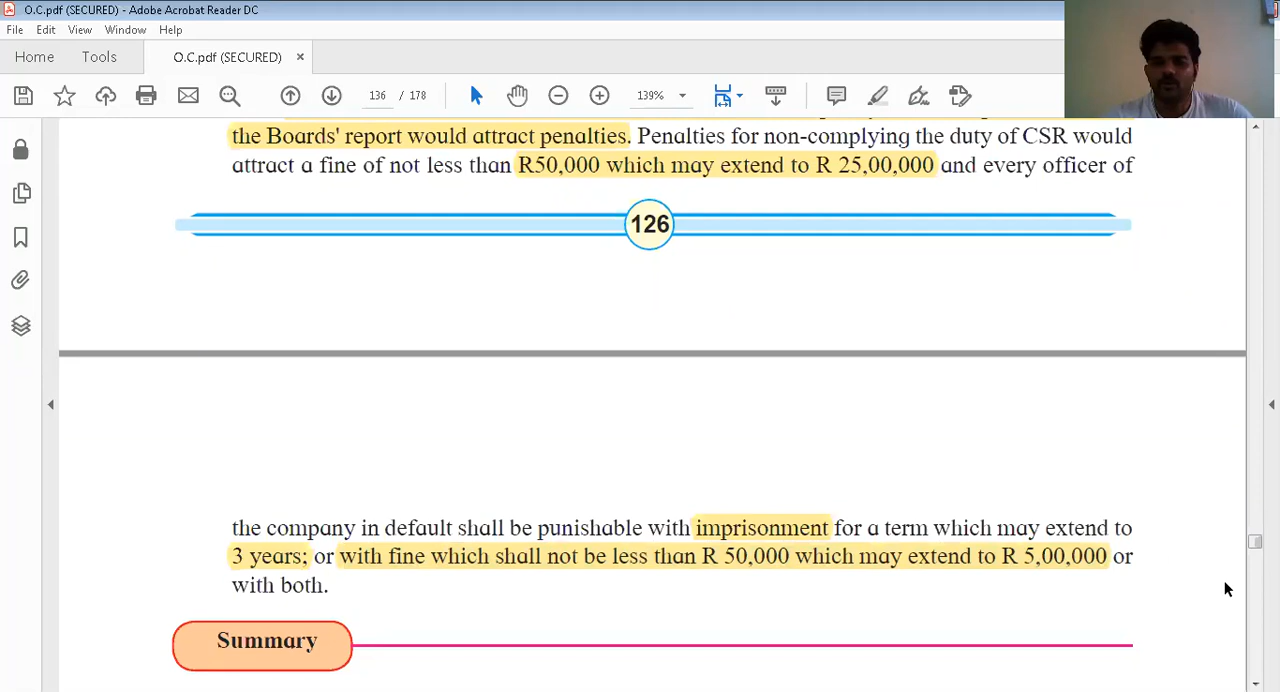 O.C.pdf (SECURED) - Adobe Acrobat Reader DC
File Edit View Window Help
Home Tools O.C.pdf (SECURED) ×
136 / 178 139%
the Boards' report would attract penalties. Penalties for non-complying the duty of CSR would
attract a fine of not less than R50,000 which may extend to R 25,00,000 and every officer of
126
the company in default shall be punishable with imprisonment for a term which may extend to
3 years; or with fine which shall not be less than R 50,000 which may extend to R 5,00,000 or
with both.
Summary